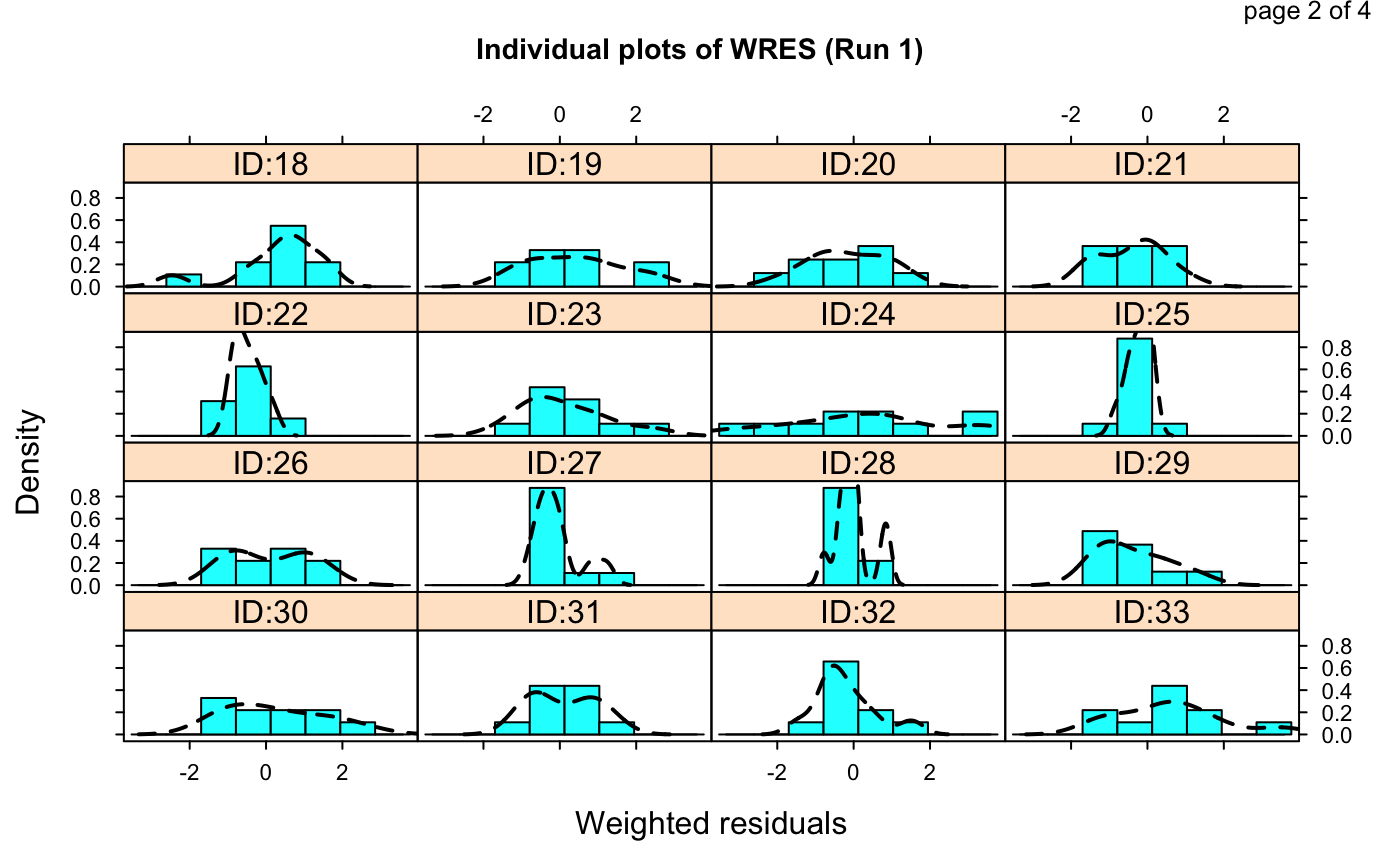 page 2 of 4
Individual plots of WRES (Run 1)
-2 0 2 -2 0 2
ID:18 ID:19 ID:20 ID:21
0.8
0.6
0.4
0.2
0.0
ID:22 ID:23 ID:24 ID:25
0.8
0.6
0.4
0.2
0.0
ID:26 ID:27 ID:28 ID:29
0.8
0.6
0.4
0.2
0.0
ID:30 ID:31 ID:32 ID:33
0.8
0.6
0.4
0.2
0.0
-2 0 2 -2 0 2
Density
Weighted residuals